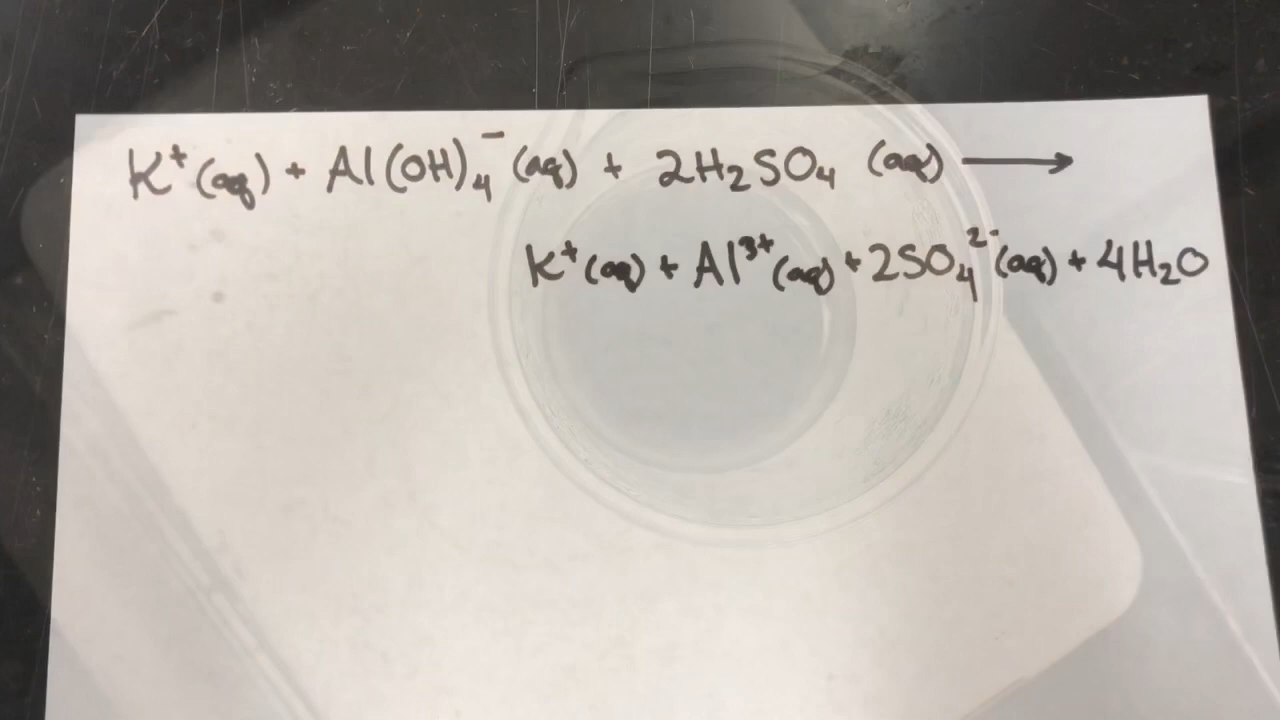 K⁺(aq) + Al(OH)₄⁻(aq) + 2H₂SO₄ (aq) ⟶
K⁺(aq) + Al³⁺(aq) + 2SO₄²⁻(aq) + 4H₂O